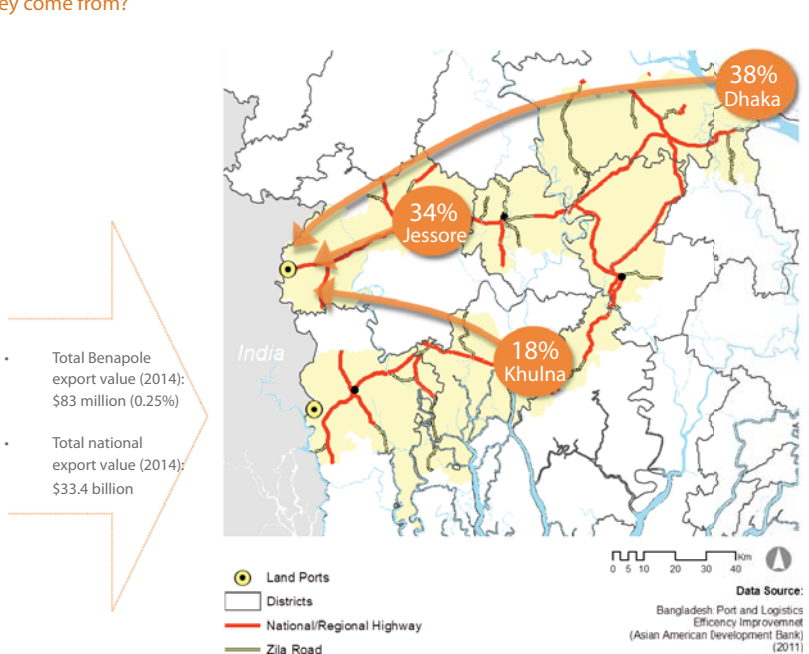 ey come from?
38%
Dhaka
34%
Jessore
18%
Khulna
India
• Total Benapole
export value (2014):
$83 million (0.25%)
• Total national
export value (2014):
$33.4 billion
Land Ports
Districts
National/Regional Highway
Zila Road
Km
0 5 10 20 30 40
Data Source:
Bangladesh Port and Logistics
Efficency Improvemnet
(Asian American Development Bank)
(2011)